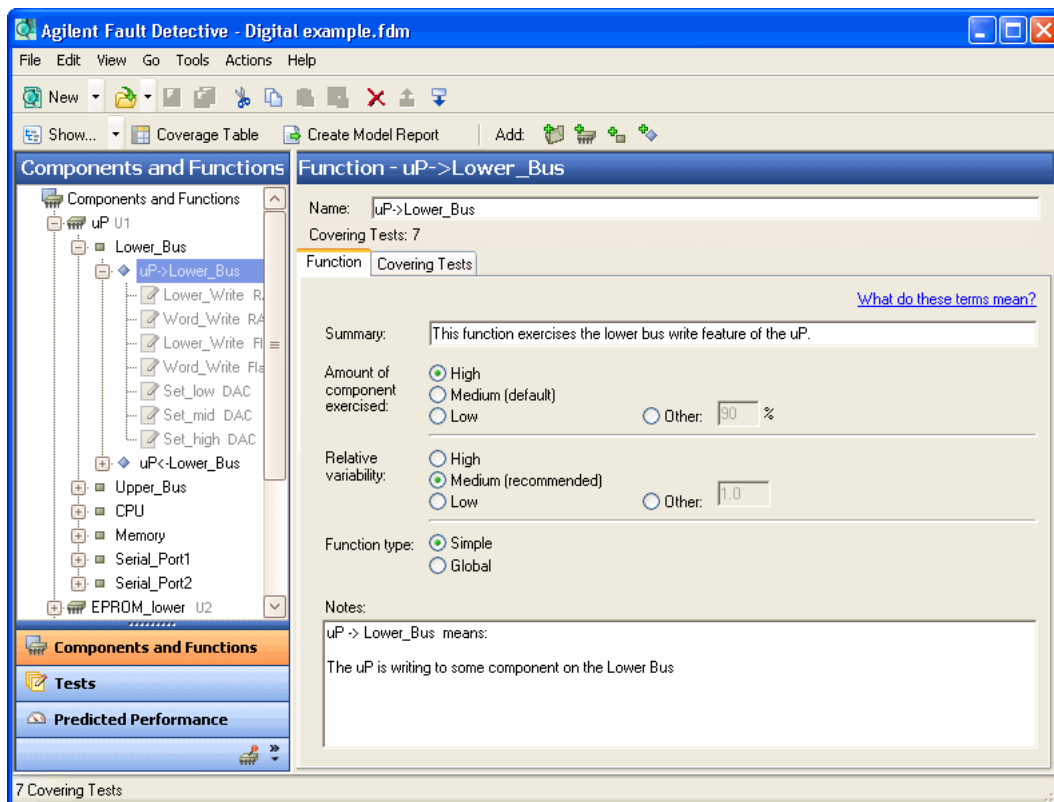 Agilent Fault Detective - Digital example.fdm
File Edit View Go Tools Actions Help
New
Show... Coverage Table Create Model Report Add:
Components and Functions
Components and Functions
uP U1
Lower_Bus
uP->Lower_Bus
Lower_Write
Word_Write RA
Lower_Write
Word_Write Fla
Set_low DAC
Set_mid DAC
Set_high DAC
uP<-Lower_Bus
Upper_Bus
CPU
Memory
Serial_Port1
Serial_Port2
EPROM_lower U2
Components and Functions
Tests
Predicted Performance
Function - uP->Lower_Bus
Name: uP->Lower_Bus
Covering Tests: 7
Function Covering Tests
What do these terms mean?
Summary: This function exercises the lower bus write feature of the uP.
Amount of component exercised:
High
Medium (default)
Low Other: 90 %
Relative variability:
High
Medium (recommended)
Low Other: 1.0
Function type: Simple
Global
Notes:
uP -> Lower_Bus means:
The uP is writing to some component on the Lower Bus
7 Covering Tests